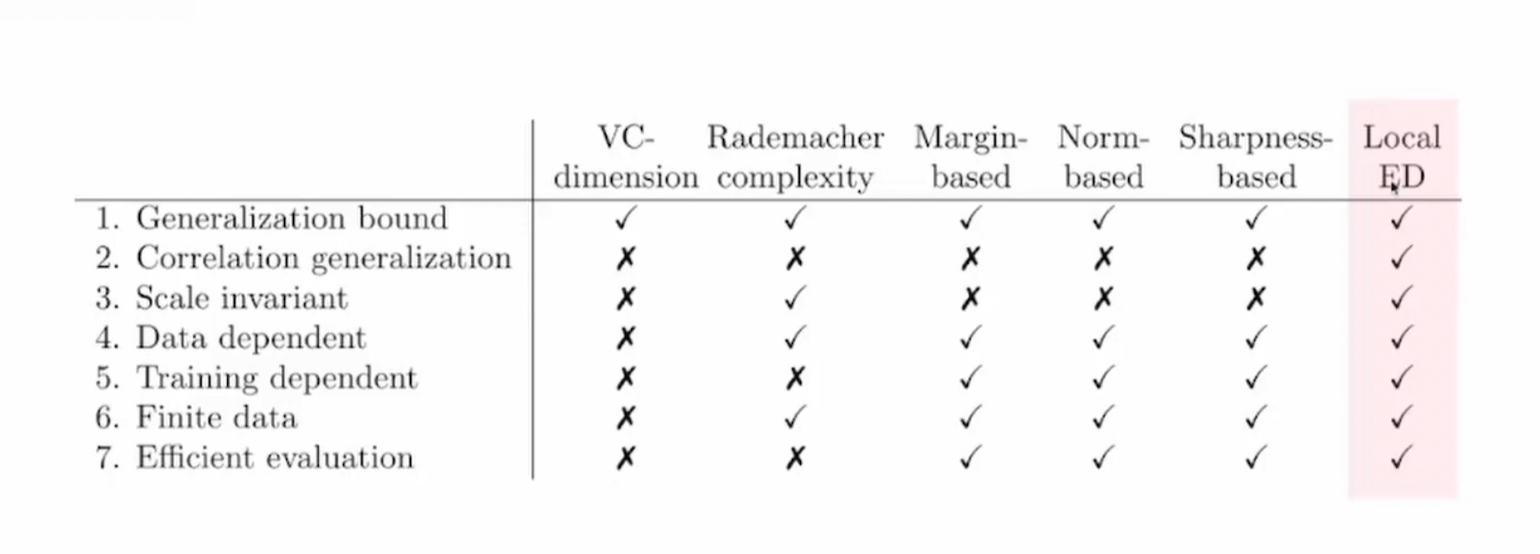 VC- Rademacher Margin- Norm- Sharpness- Local
dimension complexity based based based ED
1. Generalization bound ✓ ✓ ✓ ✓ ✓ ✓
2. Correlation generalization ✗ ✗ ✗ ✗ ✗ ✓
3. Scale invariant ✗ ✓ ✗ ✗ ✗ ✓
4. Data dependent ✗ ✓ ✓ ✓ ✓ ✓
5. Training dependent ✗ ✗ ✓ ✓ ✓ ✓
6. Finite data ✗ ✓ ✓ ✓ ✓ ✓
7. Efficient evaluation ✗ ✗ ✓ ✓ ✓ ✓